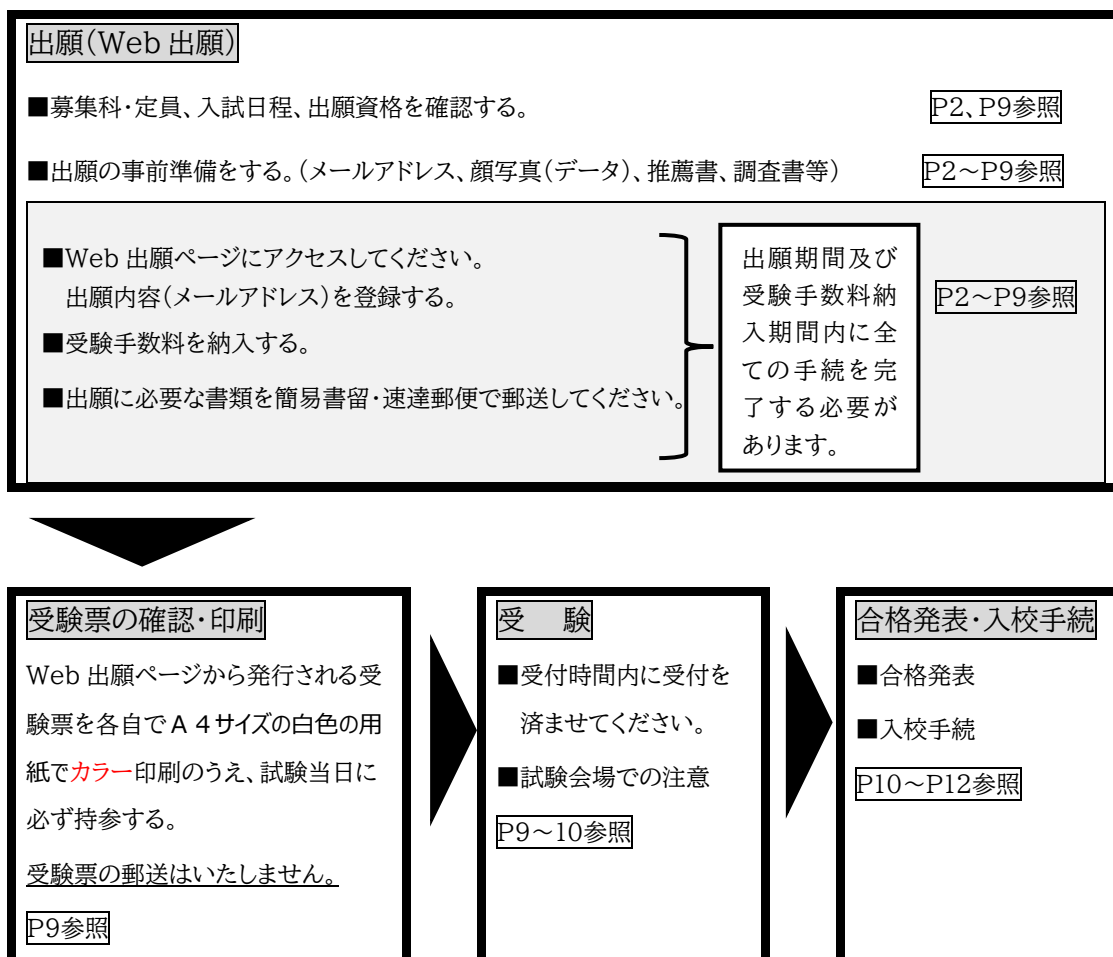 出願(Web 出願)
■募集科・定員、入試日程、出願資格を確認する。 P2、P9参照
■出願の事前準備をする。(メールアドレス、顔写真(データ)、推薦書、調査書等) P2～P9参照
■Web 出願ページにアクセスしてください。
出願内容(メールアドレス)を登録する。
■受験手数料を納入する。
■出願に必要な書類を簡易書留・速達郵便で郵送してください。
出願期間及び
受験手数料納
入期間内に全
ての手続を完
了する必要が
あります。
P2～P9参照
受験票の確認・印刷
Web 出願ページから発行される受
験票を各自でA 4サイズの白色の用
紙でカラー印刷のうえ、試験当日に
必ず持参する。
受験票の郵送はいたしません。
P9参照
受 験
■受付時間内に受付を
済ませてください。
■試験会場での注意
P9～10参照
合格発表・入校手続
■合格発表
■入校手続
P10～P12参照